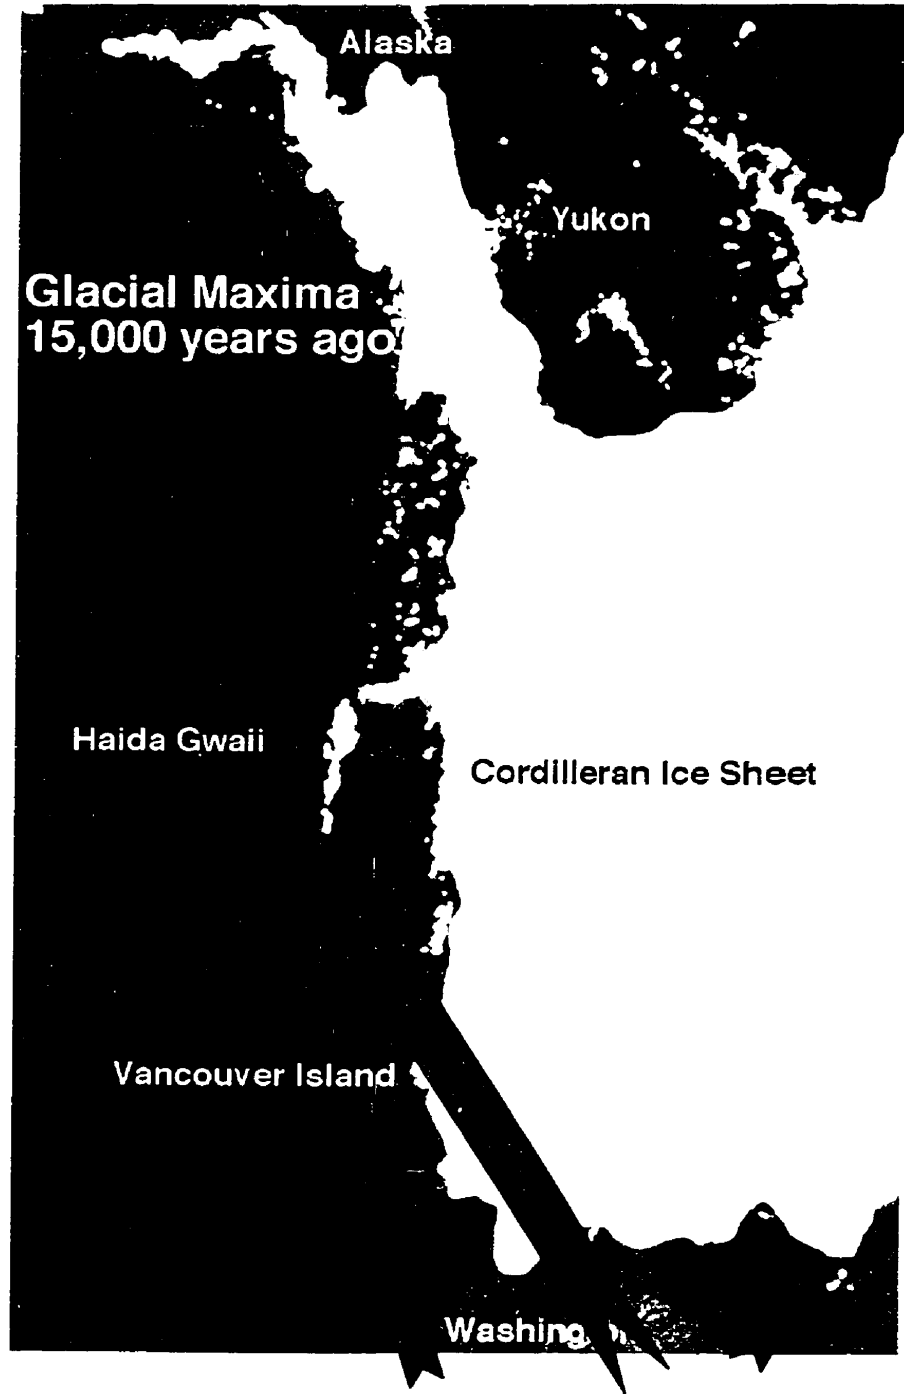 Alaska
Yukon
Glacial Maxima
15,000 years ago
Haida Gwaii
Cordilleran Ice Sheet
Vancouver Island